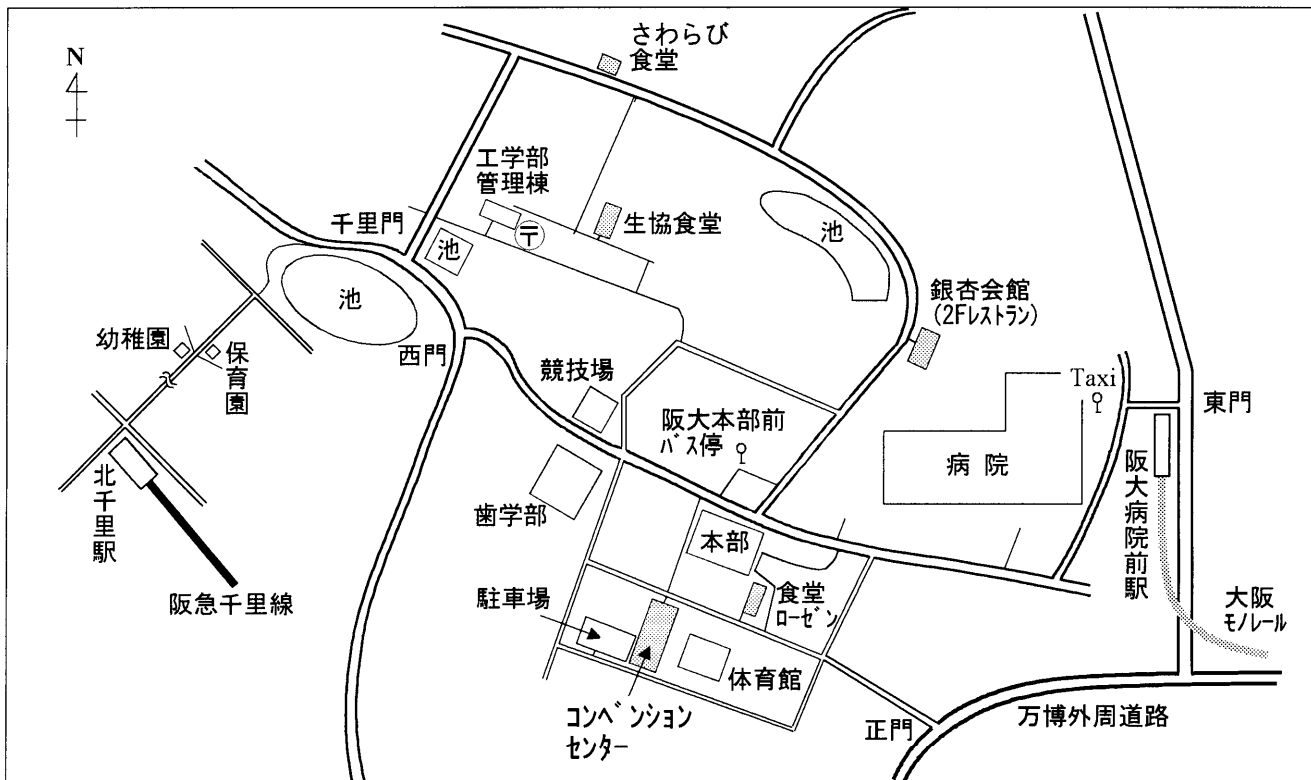 さわらび
食堂
N
工学部
管理棟
千里門
〒
生協食堂
池
池
池
銀杏会館
(2Fレストラン)
幼稚園
保育園
西門
競技場
Taxi
東門
阪大本部前
バス停
病院
北千里駅
歯学部
本部
阪大病院前駅
阪急千里線
駐車場
食堂
ローゼン
大阪
モノレール
体育館
コンベンション
センター
正門
万博外周道路